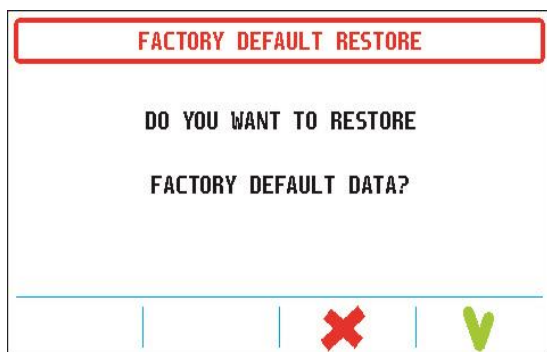 FACTORY DEFAULT RESTORE
DO YOU WANT TO RESTORE
FACTORY DEFAULT DATA?